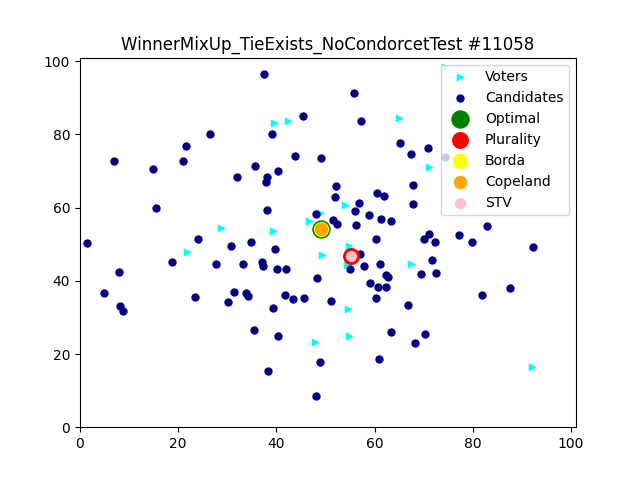 WinnerMixUp_TieExists_NoCondorcetTest #11058
100
80
60
40
20
0
0 20 40 60 80 100
Voters
Candidates
Optimal
Plurality
Borda
Copeland
STV